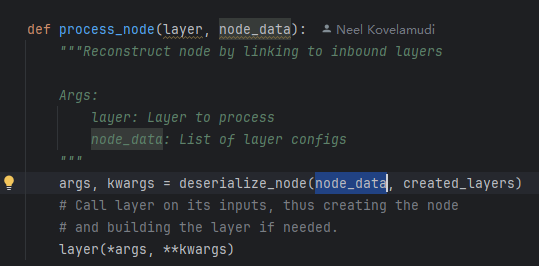 def process_node(layer, node_data): Neel Kovelamudi
"""Reconstruct node by linking to inbound layers
Args:
layer: Layer to process
node_data: List of layer configs
"""
args, kwargs = deserialize_node(node_data, created_layers)
# Call layer on its inputs, thus creating the node
# and building the layer if needed.
layer(*args, **kwargs)